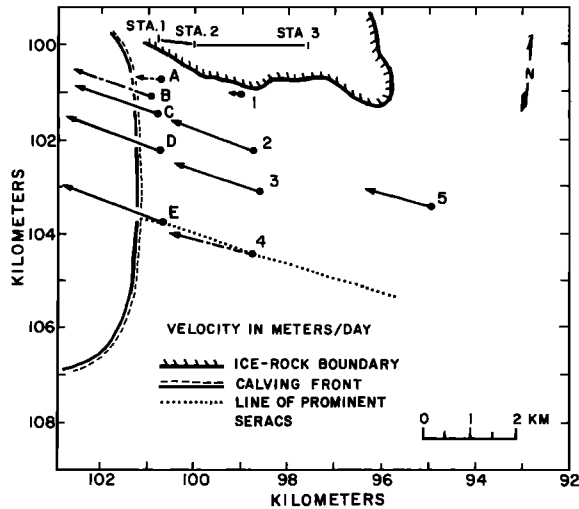 STA.1 STA.2 STA 3
100
A
B
C
1
N
102
D
2
3
5
E
104
4
KILOMETERS
106
VELOCITY IN METERS/DAY
ICE-ROCK BOUNDARY
CALVING FRONT
LINE OF PROMINENT
SERACS
108
0 2 KM
102 100 98 96 94 92
KILOMETERS